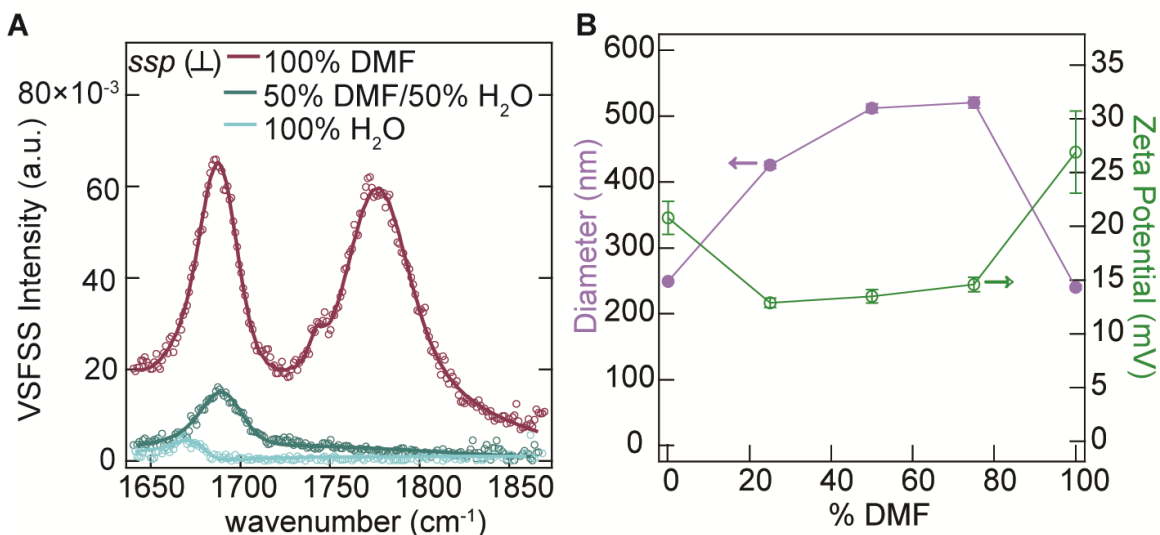 A
ssp (⊥)
100% DMF
50% DMF/50% H₂O
100% H₂O
80×10⁻³
60
40
20
0
VSFSS Intensity (a.u.)
1650 1700 1750 1800 1850
wavenumber (cm⁻¹)
B
600
500
400
300
200
100
0
Diameter (nm)
35
30
25
20
15
10
5
0
Zeta Potential (mV)
0 20 40 60 80 100
% DMF